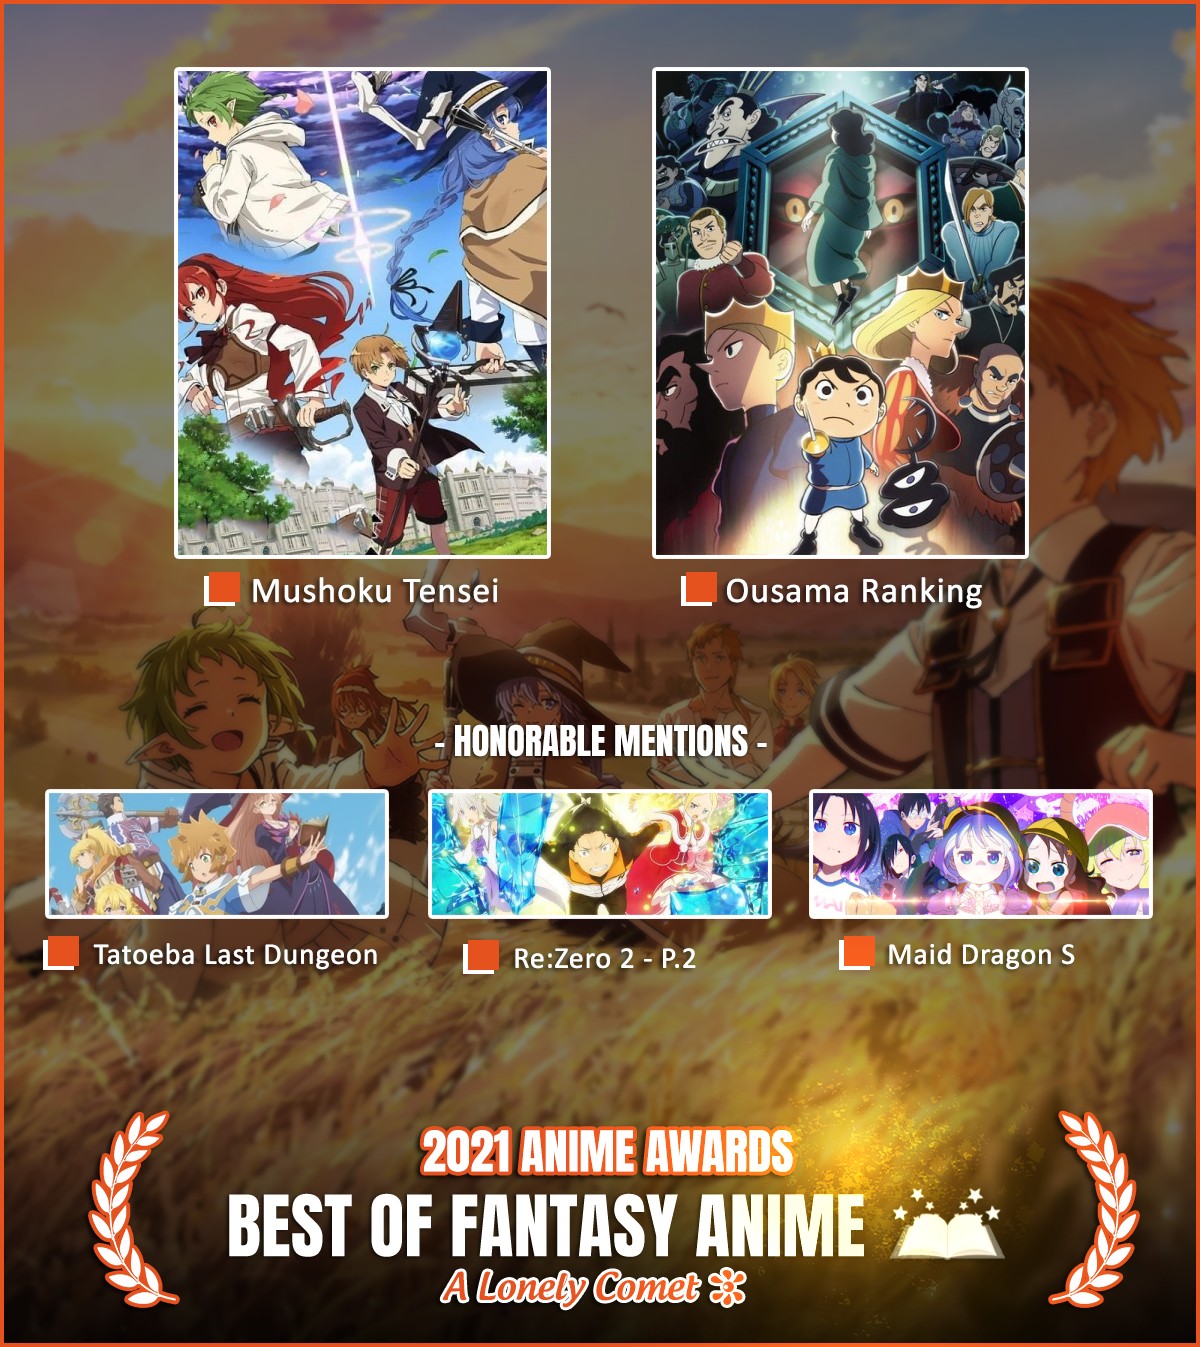 Mushoku Tensei
Ousama Ranking
- HONORABLE MENTIONS -
Tatoeba Last Dungeon
Re:Zero 2 - P.2
Maid Dragon S
2021 ANIME AWARDS
BEST OF FANTASY ANIME
A Lonely Comet
3